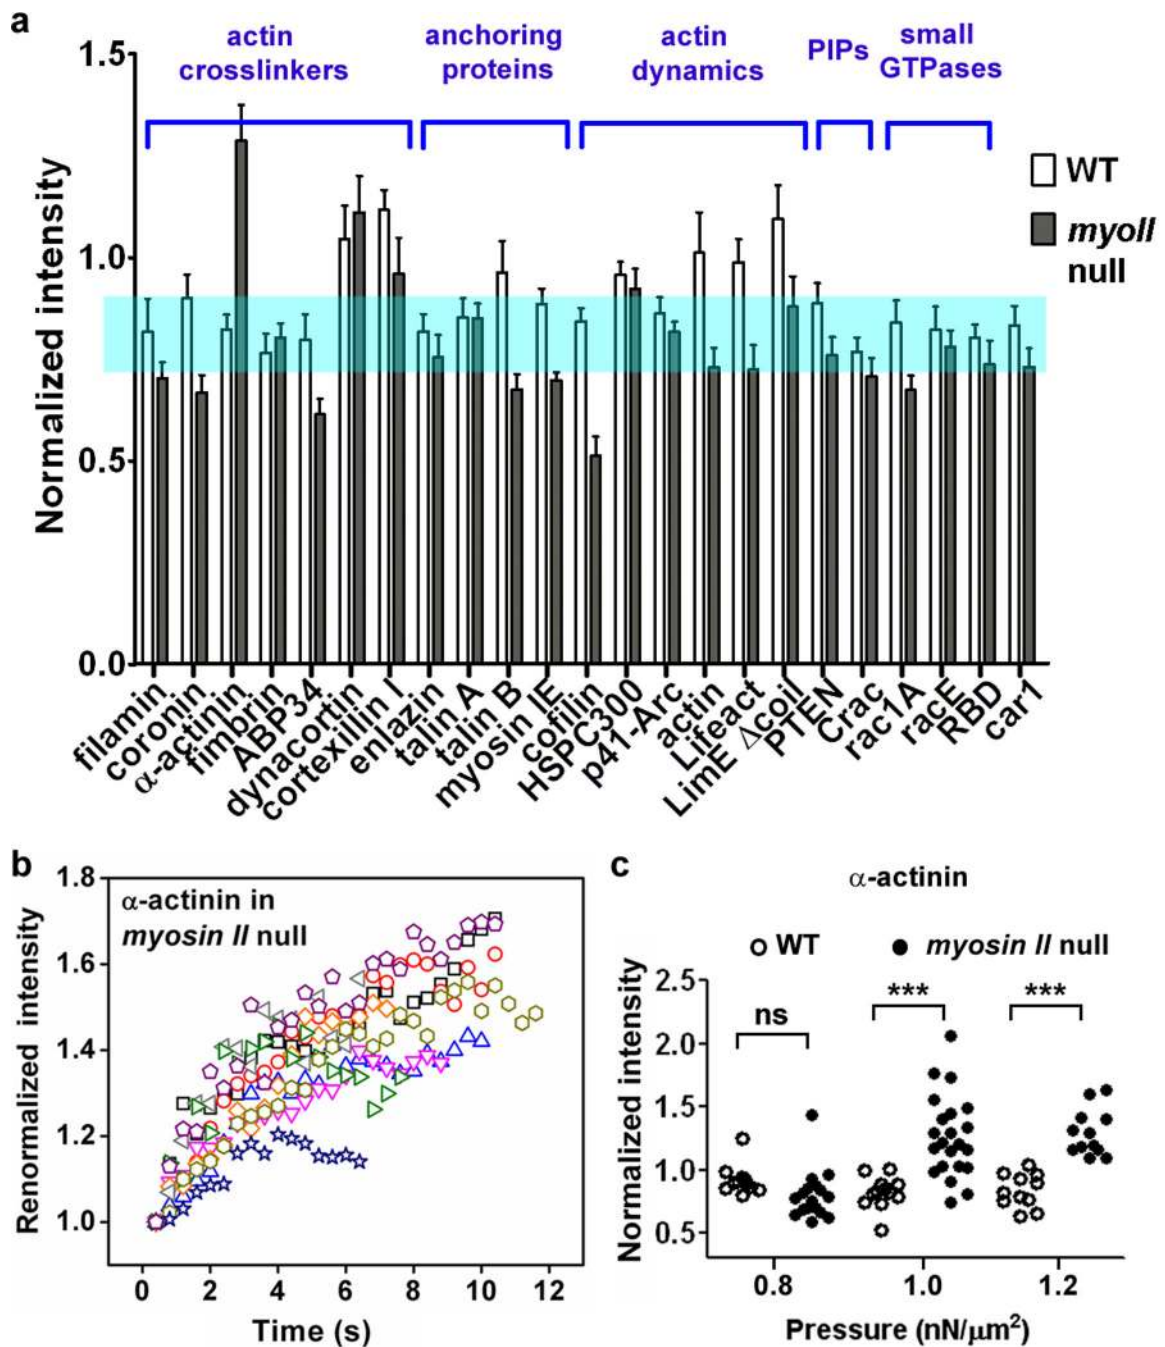 a
actin
crosslinkers
anchoring
proteins
actin
dynamics
PIPs
small
GTPases
1.5
1.0
0.5
0.0
Normalized intensity
WT
myoII
null
filamin
coronin
α-actinin
fimbrin
ABP34
dynacortin
cortexillin I
enlazin
talin A
talin B
myosin IE
cofilin
HSPC300
p41-Arc
actin
Lifeact
LimE Δcoil
PTEN
Crac
rac1A
racE
RBD
car1
b
α-actinin in
myosin II null
1.8
1.6
1.4
1.2
1.0
Renormalized intensity
0 2 4 6 8 10 12
Time (s)
c
α-actinin
WT
myosin II null
2.5
2.0
1.5
1.0
0.5
Normalized intensity
ns
***
***
0.8 1.0 1.2
Pressure (nN/μm²)